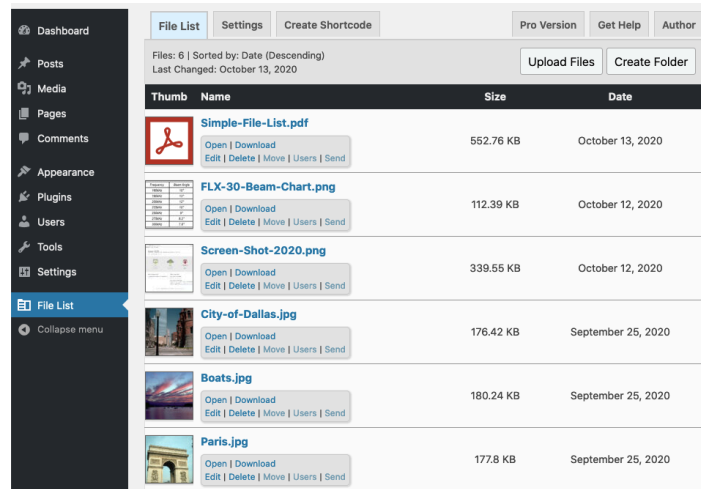 Dashboard
Posts
Media
Pages
Comments
Appearance
Plugins
Users
Tools
Settings
File List
Collapse menu
File List
Settings
Create Shortcode
Pro Version
Get Help
Author
Files: 6 | Sorted by: Date (Descending)
Last Changed: October 13, 2020
Upload Files
Create Folder
Thumb Name Size Date
Simple-File-List.pdf
Open | Download
Edit | Delete | Move | Users | Send
552.76 KB
October 13, 2020
FLX-30-Beam-Chart.png
Open | Download
Edit | Delete | Move | Users | Send
112.39 KB
October 12, 2020
Screen-Shot-2020.png
Open | Download
Edit | Delete | Move | Users | Send
339.55 KB
October 12, 2020
City-of-Dallas.jpg
Open | Download
Edit | Delete | Move | Users | Send
176.42 KB
September 25, 2020
Boats.jpg
Open | Download
Edit | Delete | Move | Users | Send
180.24 KB
September 25, 2020
Paris.jpg
Open | Download
Edit | Delete | Move | Users | Send
177.8 KB
September 25, 2020